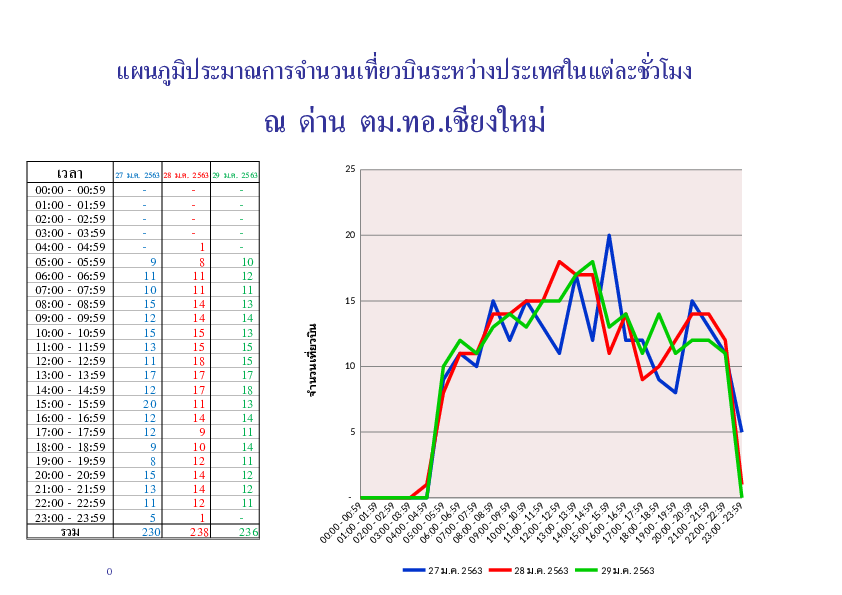 แผนภูมิประมาณการจำนวนเที่ยวบินระหว่างประเทศในแต่ละชั่วโมง
ณ ด่าน ตม.ทอ.เชียงใหม่
เวลา 27 ม.ค. 2563 28 ม.ค. 2563 29 ม.ค. 2563
00:00 - 00:59 - - -
01:00 - 01:59 - - -
02:00 - 02:59 - - -
03:00 - 03:59 - - -
04:00 - 04:59 - 1 -
05:00 - 05:59 9 8 10
06:00 - 06:59 11 11 12
07:00 - 07:59 10 11 11
08:00 - 08:59 15 14 13
09:00 - 09:59 12 14 14
10:00 - 10:59 15 15 13
11:00 - 11:59 13 15 15
12:00 - 12:59 11 18 15
13:00 - 13:59 17 17 17
14:00 - 14:59 12 17 18
15:00 - 15:59 20 11 13
16:00 - 16:59 12 14 14
17:00 - 17:59 12 9 11
18:00 - 18:59 9 10 14
19:00 - 19:59 8 12 11
20:00 - 20:59 15 14 12
21:00 - 21:59 13 14 12
22:00 - 22:59 11 12 11
23:00 - 23:59 5 1 -
รวม 230 238 236
0
จำนวนเที่ยวบิน
25
20
15
10
5
-
00:00 - 00:59
01:00 - 01:59
02:00 - 02:59
03:00 - 03:59
04:00 - 04:59
05:00 - 05:59
06:00 - 06:59
07:00 - 07:59
08:00 - 08:59
09:00 - 09:59
10:00 - 10:59
11:00 - 11:59
12:00 - 12:59
13:00 - 13:59
14:00 - 14:59
15:00 - 15:59
16:00 - 16:59
17:00 - 17:59
18:00 - 18:59
19:00 - 19:59
20:00 - 20:59
21:00 - 21:59
22:00 - 22:59
23:00 - 23:59
27 ม.ค. 2563 28 ม.ค. 2563 29 ม.ค. 2563